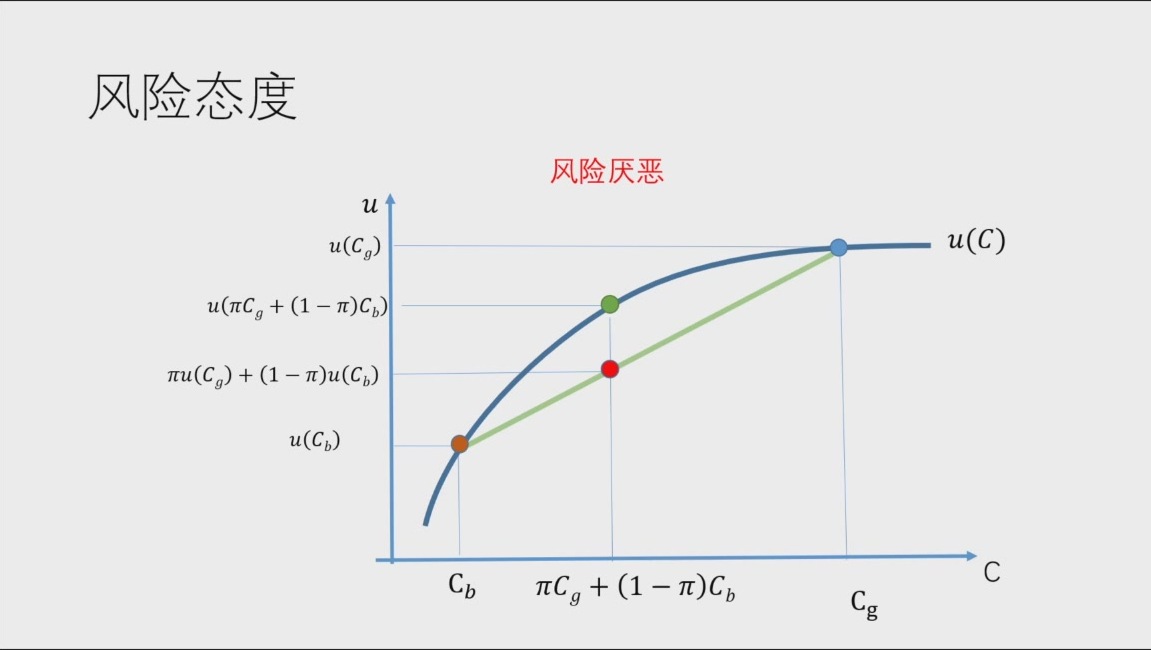 风险态度
风险厌恶
u
u(C_g)
u(C)
u(πC_g + (1 − π)C_b)
πu(C_g) + (1 − π)u(C_b)
u(C_b)
C
C_b
πC_g + (1 − π)C_b
C_g